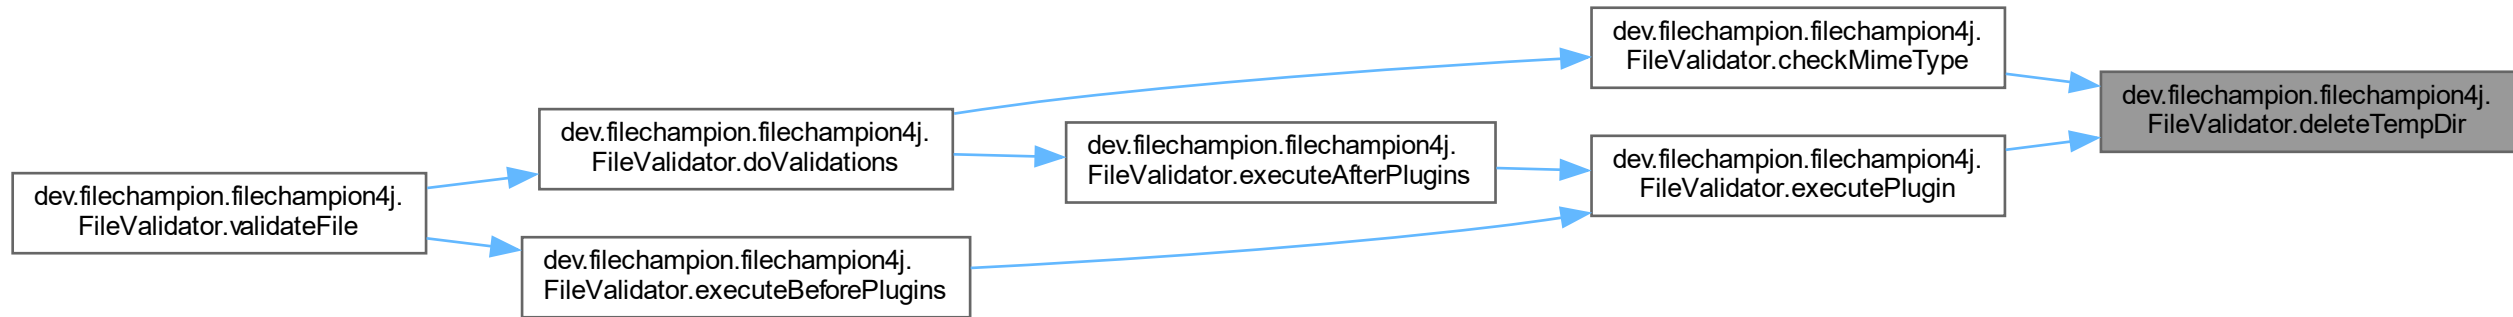 dev.filechampion.filechampion4j.
FileValidator.validateFile
dev.filechampion.filechampion4j.
FileValidator.doValidations
dev.filechampion.filechampion4j.
FileValidator.executeBeforePlugins
dev.filechampion.filechampion4j.
FileValidator.executeAfterPlugins
dev.filechampion.filechampion4j.
FileValidator.checkMimeType
dev.filechampion.filechampion4j.
FileValidator.executePlugin
dev.filechampion.filechampion4j.
FileValidator.deleteTempDir